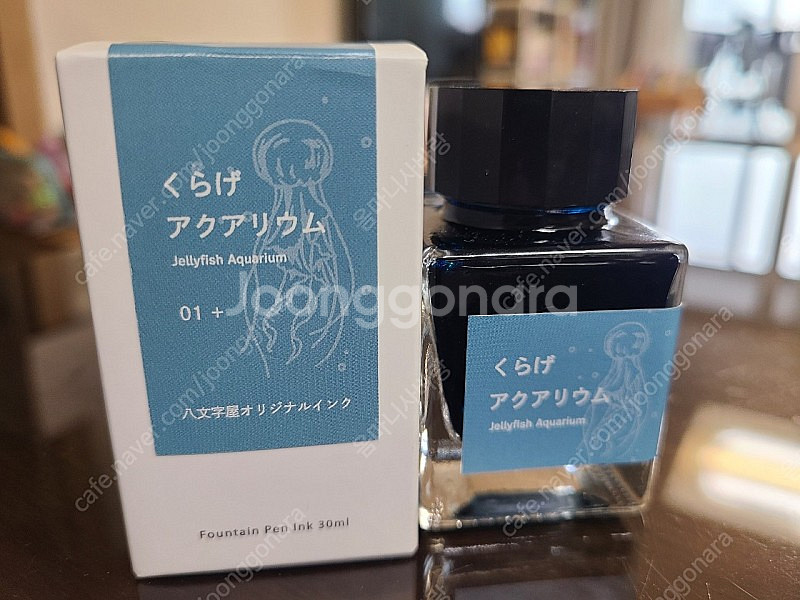 くらげ
アクアリウム
Jellyfish Aquarium
01 +
八文字屋オリジナルインク
Fountain Pen Ink 30ml
くらげ
アクアリウム
Jellyfish Aquarium
Joonggonara
cafe.naver.com/joonggonara